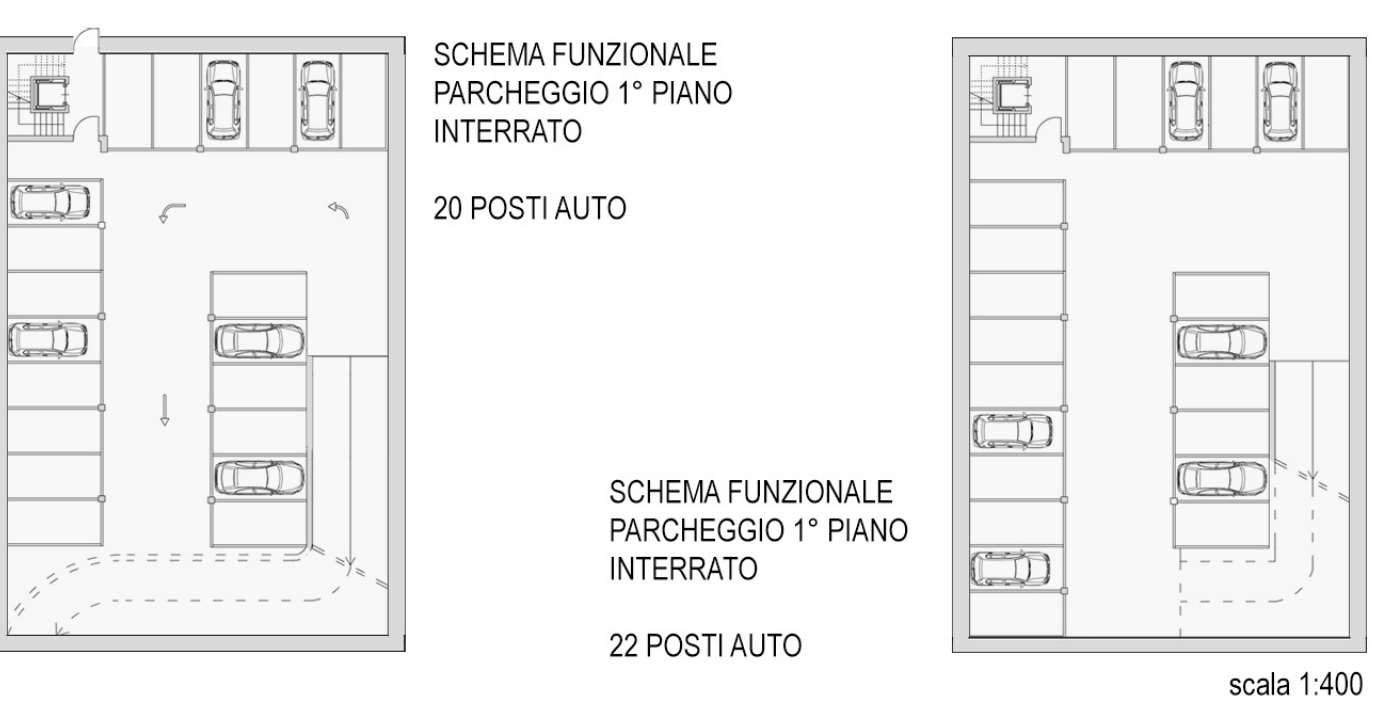 SCHEMA FUNZIONALE
PARCHEGGIO 1° PIANO
INTERRATO
20 POSTI AUTO
SCHEMA FUNZIONALE
PARCHEGGIO 1° PIANO
INTERRATO
22 POSTI AUTO
scala 1:400